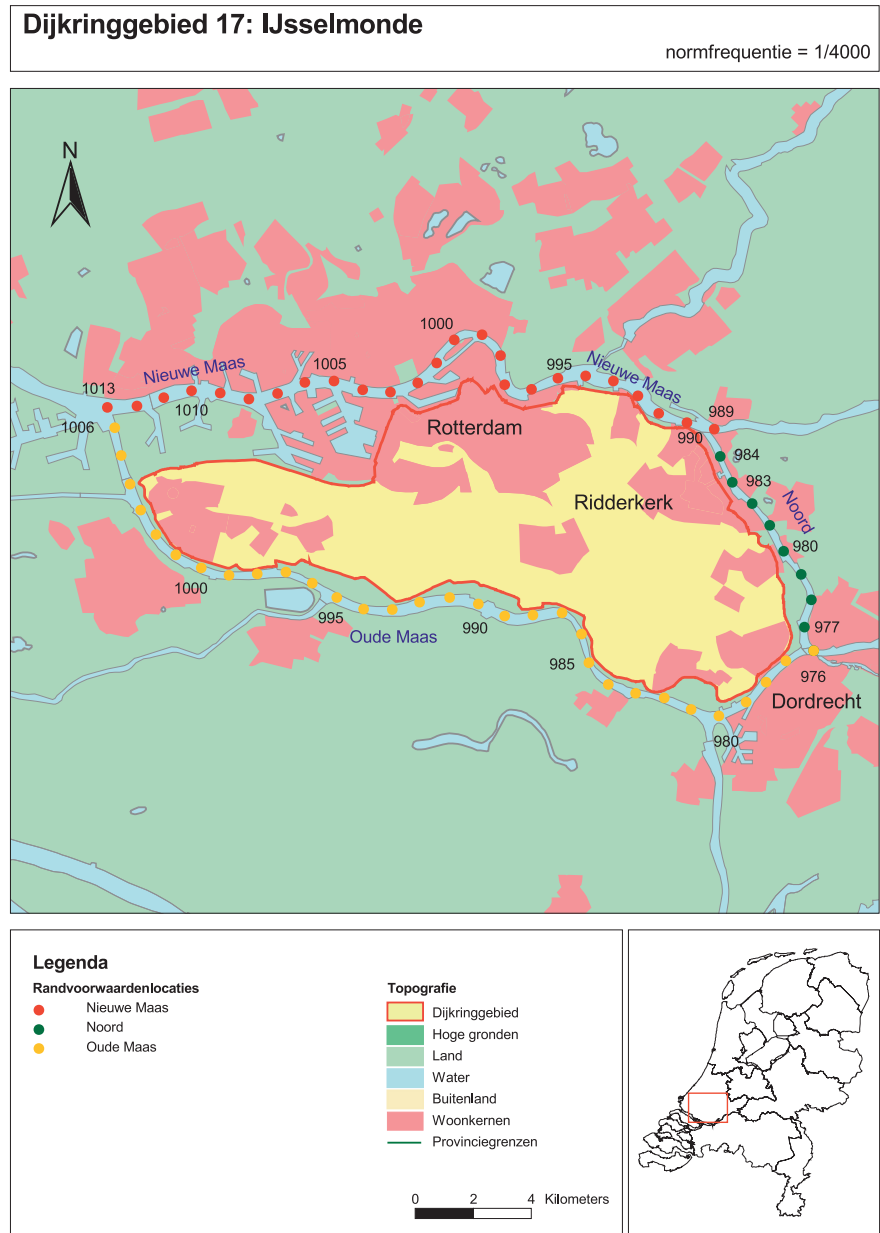 Dijkringgebied 17: IJsselmonde
normfrequentie = 1/4000
N
1000
995
1005
Nieuwe Maas
Nieuwe Maas
1013
1010
1006
989
990
Rotterdam
984
983
Ridderkerk
Noord
980
1000
995
990
977
Oude Maas
985
976
Dordrecht
980
Legenda
Randvoorwaardenlocaties
Nieuwe Maas
Noord
Oude Maas
Topografie
Dijkringgebied
Hoge gronden
Land
Water
Buitenland
Woonkernen
Provinciegrenzen
0 2 4 Kilometers